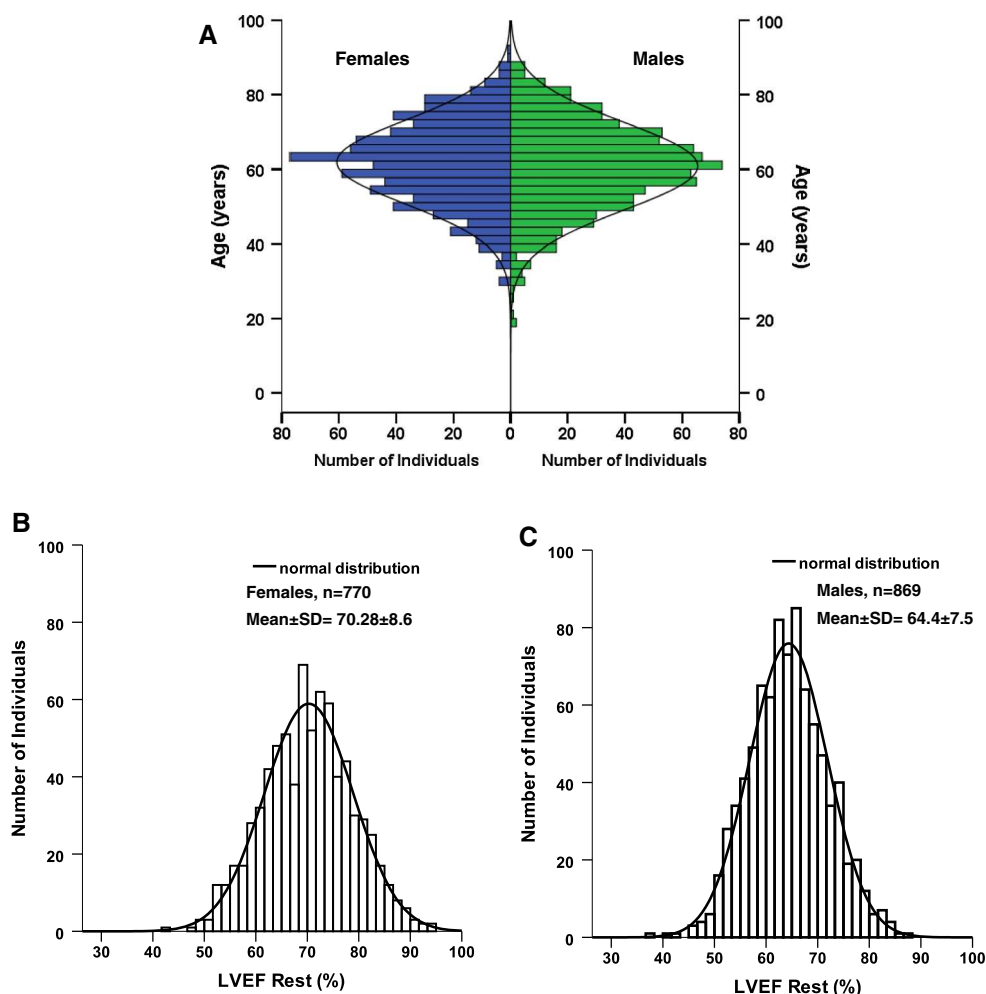 A
Females
Males
100
80
60
40
20
0
Age (years)
100
80
60
40
20
0
Age (years)
80 60 40 20 0 20 40 60 80
Number of Individuals Number of Individuals
B
100
80
60
40
20
0
Number of Individuals
normal distribution
Females, n=770
Mean±SD= 70.28±8.6
30 40 50 60 70 80 90 100
LVEF Rest (%)
C
100
80
60
40
20
0
Number of Individuals
normal distribution
Males, n=869
Mean±SD= 64.4±7.5
30 40 50 60 70 80 90 100
LVEF Rest (%)